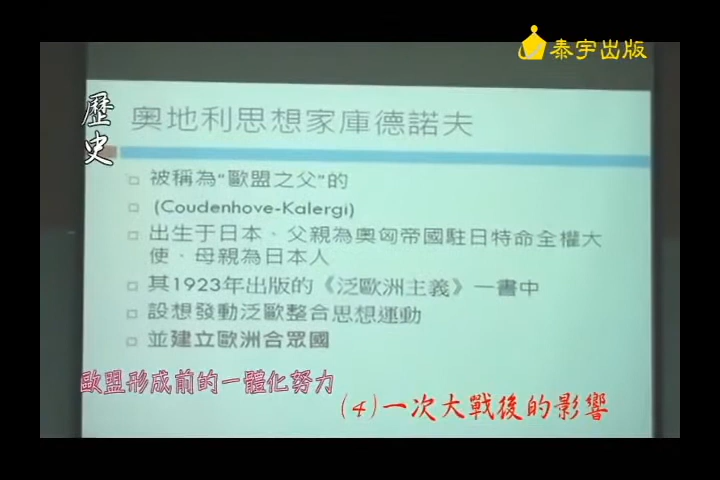 泰宇出版
歷史
奧地利思想家庫德諾夫
被稱為“歐盟之父”的
(Coudenhove-Kalergi)
出生于日本、父親為奧匈帝國駐日特命全權大
使、母親為日本人
其1923年出版的《泛歐洲主義》一書中
設想發動泛歐整合思想運動
並建立歐洲合眾國
歐盟形成前的一體化努力
(4)一次大戰後的影響